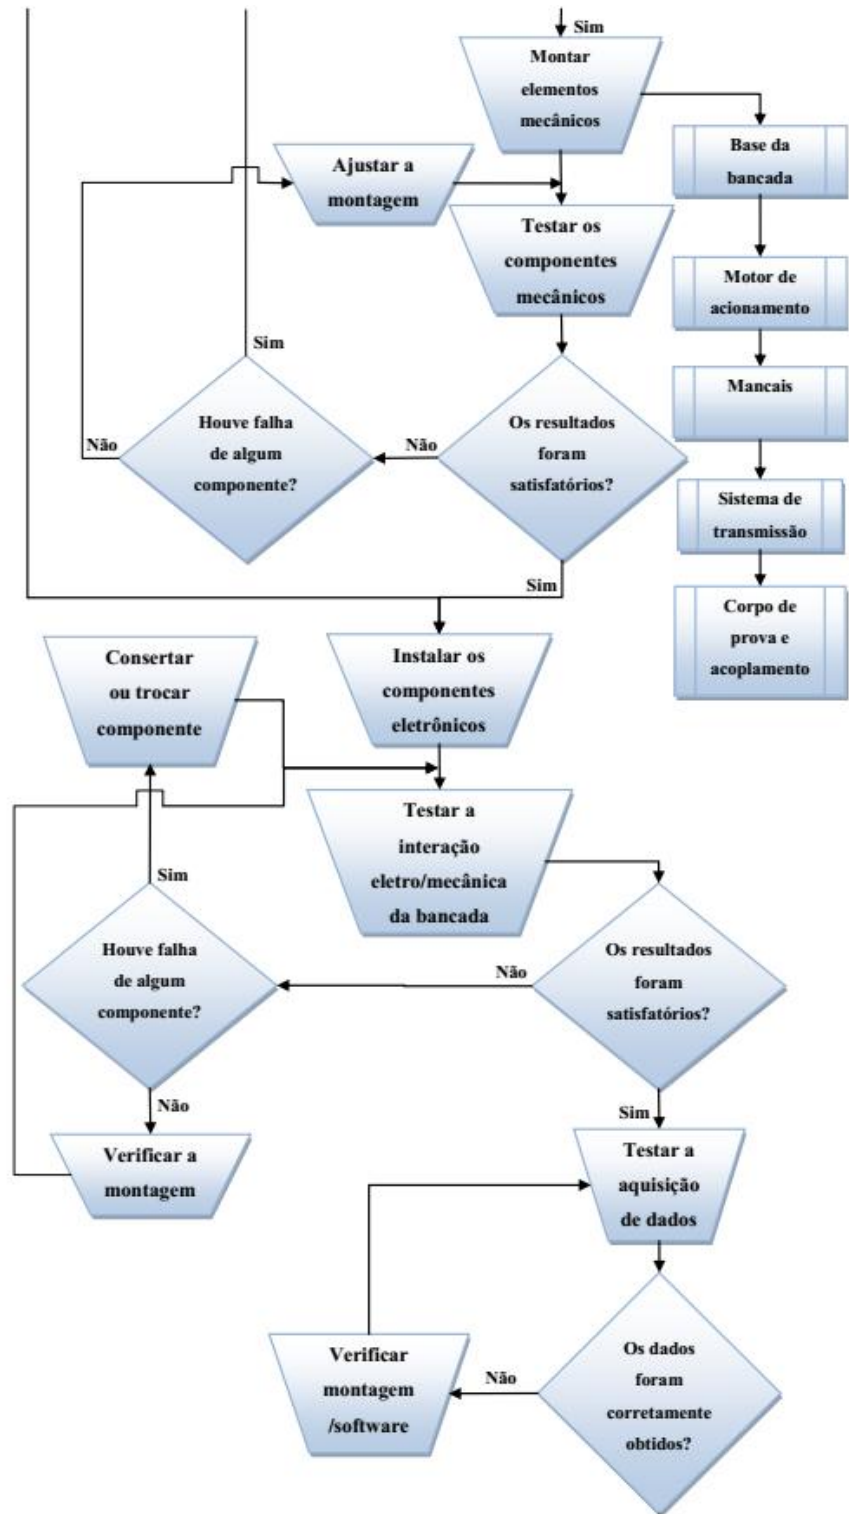 Sim
Montar
elementos
mecânicos
Base da
bancada
Ajustar a
montagem
Testar os
componentes
mecânicos
Motor de
acionamento
Sim
Mancais
Não
Houve falha
de algum
componente?
Não
Os resultados
foram
satisfatórios?
Sistema de
transmissão
Sim
Corpo de
prova e
acoplamento
Consertar
ou trocar
componente
Instalar os
componentes
eletrônicos
Testar a
interação
eletro/mecânica
da bancada
Sim
Houve falha
de algum
componente?
Não
Os resultados
foram
satisfatórios?
Não
Sim
Verificar a
montagem
Testar a
aquisição
de dados
Verificar
montagem
/software
Não
Os dados
foram
corretamente
obtidos?